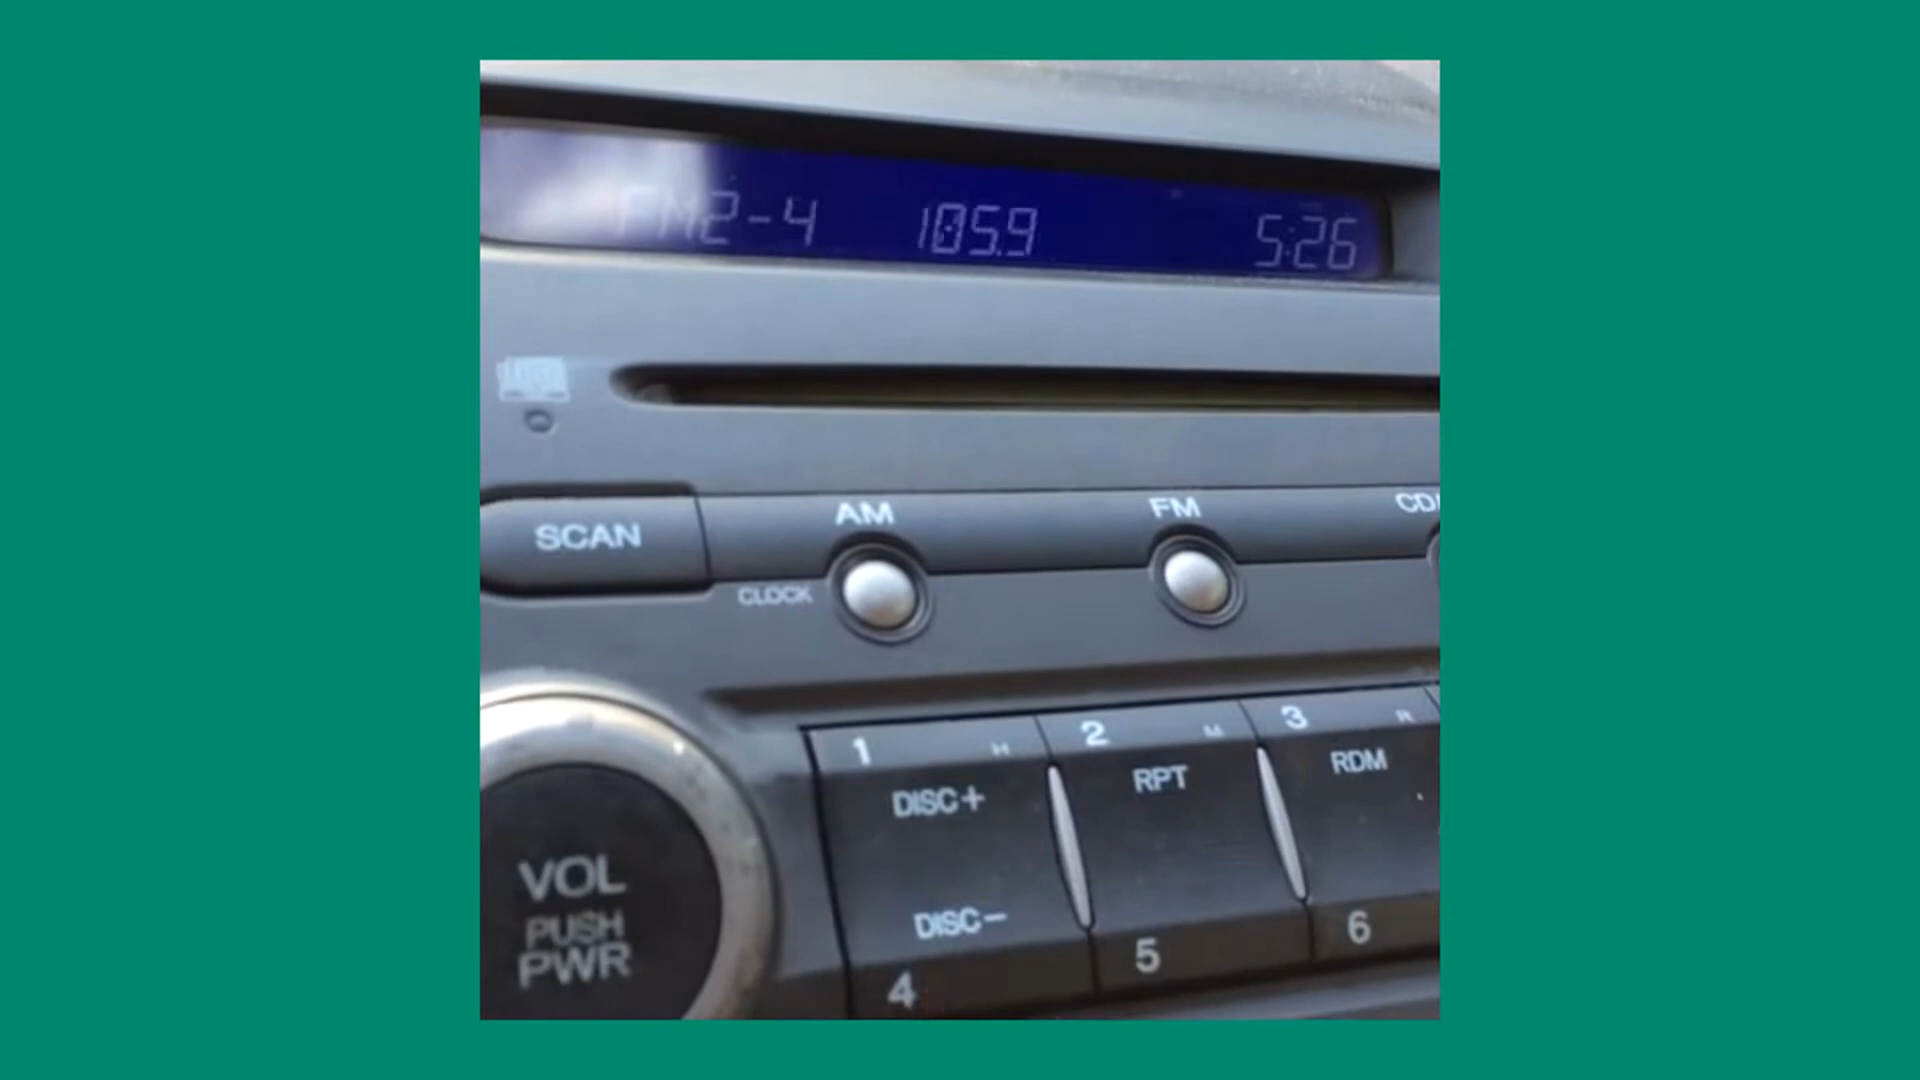 FM2-4 105.9 5:26
SCAN
AM
FM
CLOCK
1 H
2 M
3 R
DISC+
RPT
RDM
DISC-
4
5
6
VOL
PUSH
PWR